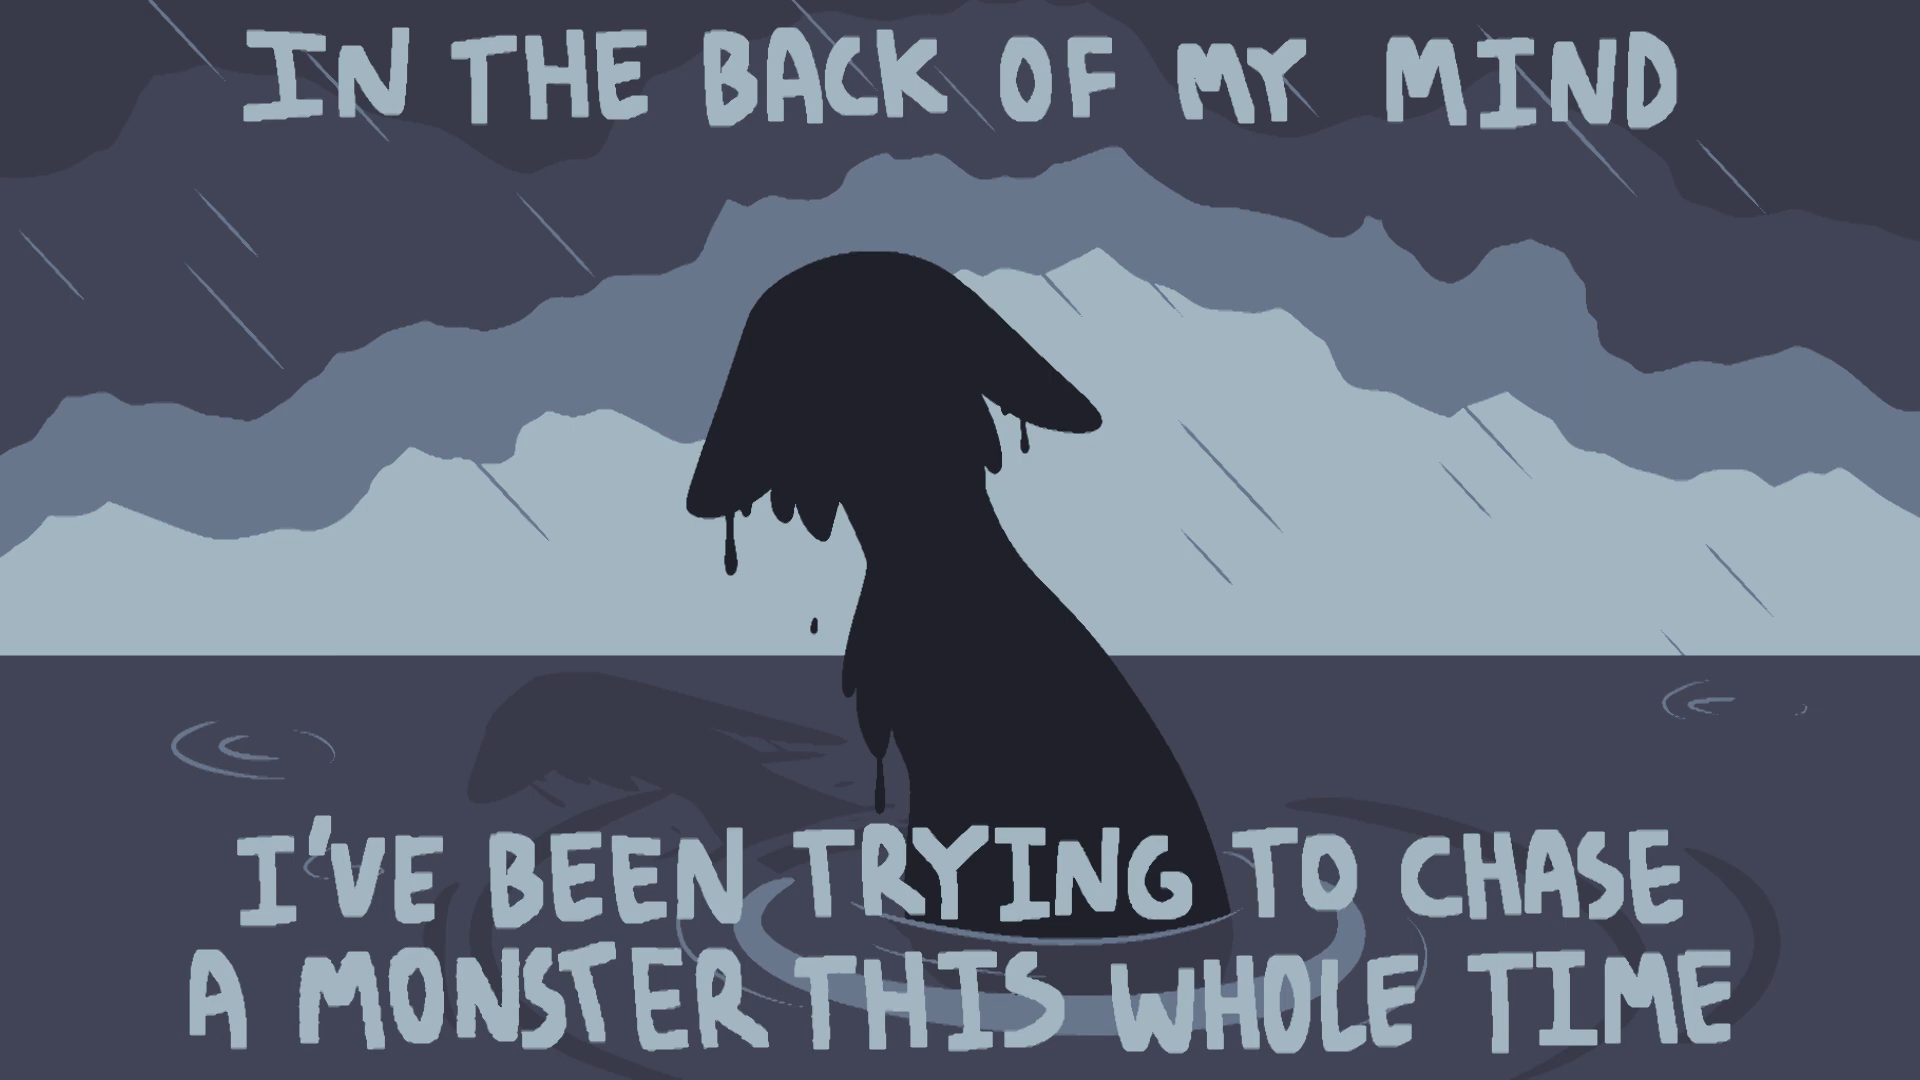 IN THE BACK OF MY MIND
I'VE BEEN TRYING TO CHASE
A MONSTER THIS WHOLE TIME